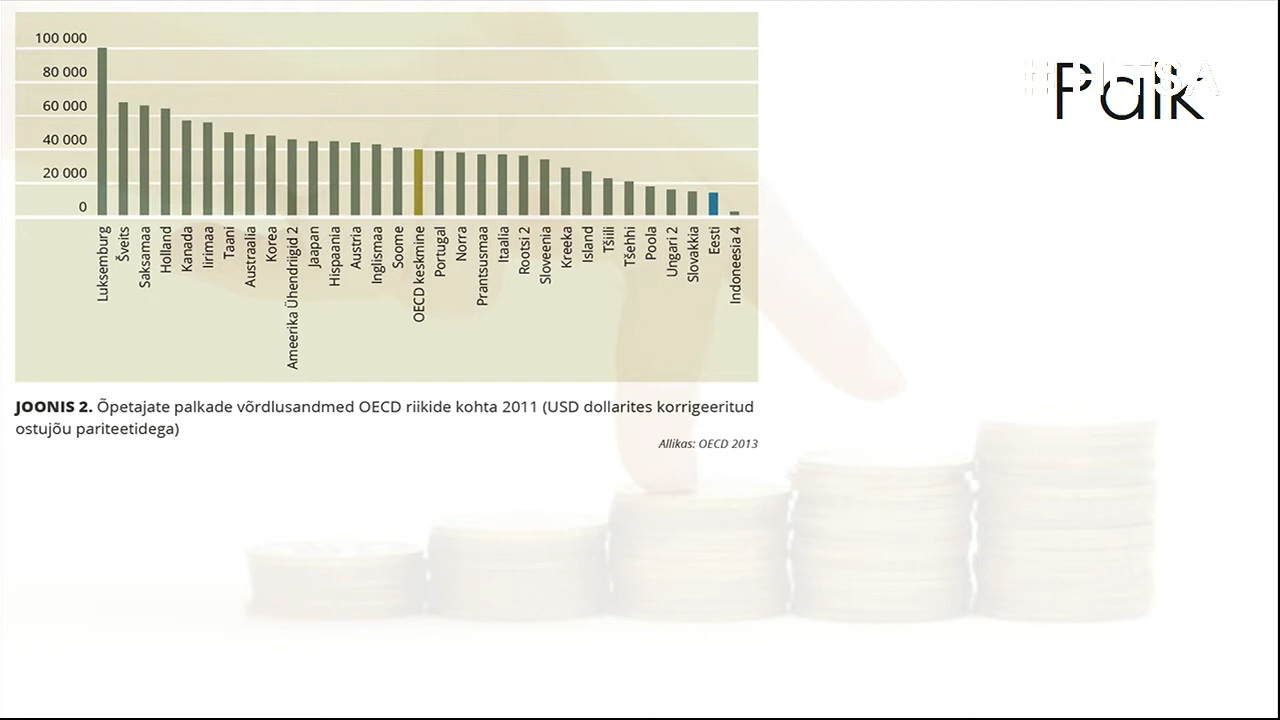 Palk
100 000
80 000
60 000
40 000
20 000
0
Luksemburg
Šveits
Saksamaa
Holland
Kanada
Iirimaa
Taani
Austraalia
Korea
Ameerika Ühendriigid 2
Jaapan
Hispaania
Austria
Inglismaa
Soome
OECD keskmine
Portugal
Norra
Prantsusmaa
Itaalia
Rootsi 2
Sloveenia
Kreeka
Island
Tšiili
Tšehhi
Poola
Ungari 2
Slovakkia
Eesti
Indoneesia 4
JOONIS 2. Õpetajate palkade võrdlusandmed OECD riikide kohta 2011 (USD dollarites korrigeeritud
ostujõu pariteetidega)
Allikas: OECD 2013